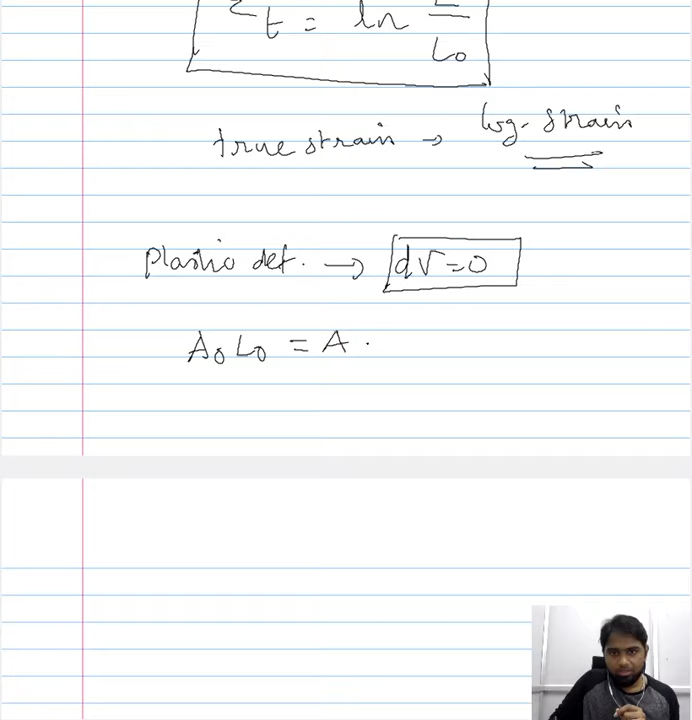 ε_t = ln L/L₀
true strain → log. strain
Plastic def. → dV=0
A₀L₀ = A .